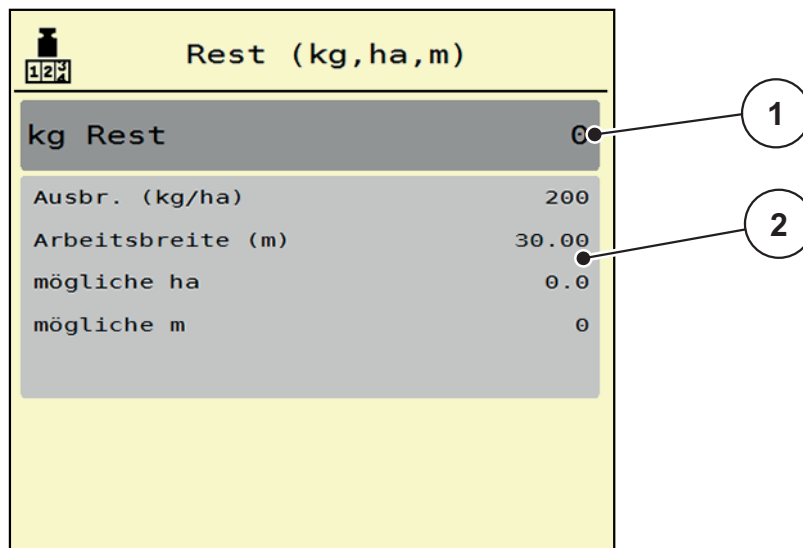 123
Rest (kg,ha,m)
kg Rest 0
1
Ausbr. (kg/ha) 200
Arbeitsbreite (m) 30.00
2
mögliche ha 0.0
mögliche m 0